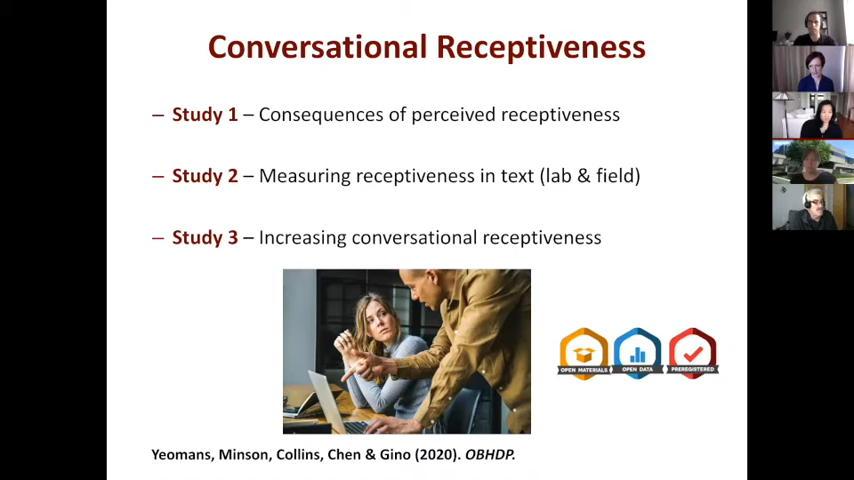 Conversational Receptiveness
– Study 1 – Consequences of perceived receptiveness
– Study 2 – Measuring receptiveness in text (lab & field)
– Study 3 – Increasing conversational receptiveness
OPEN MATERIALS OPEN DATA PREREGISTERED
Yeomans, Minson, Collins, Chen & Gino (2020). OBHDP.